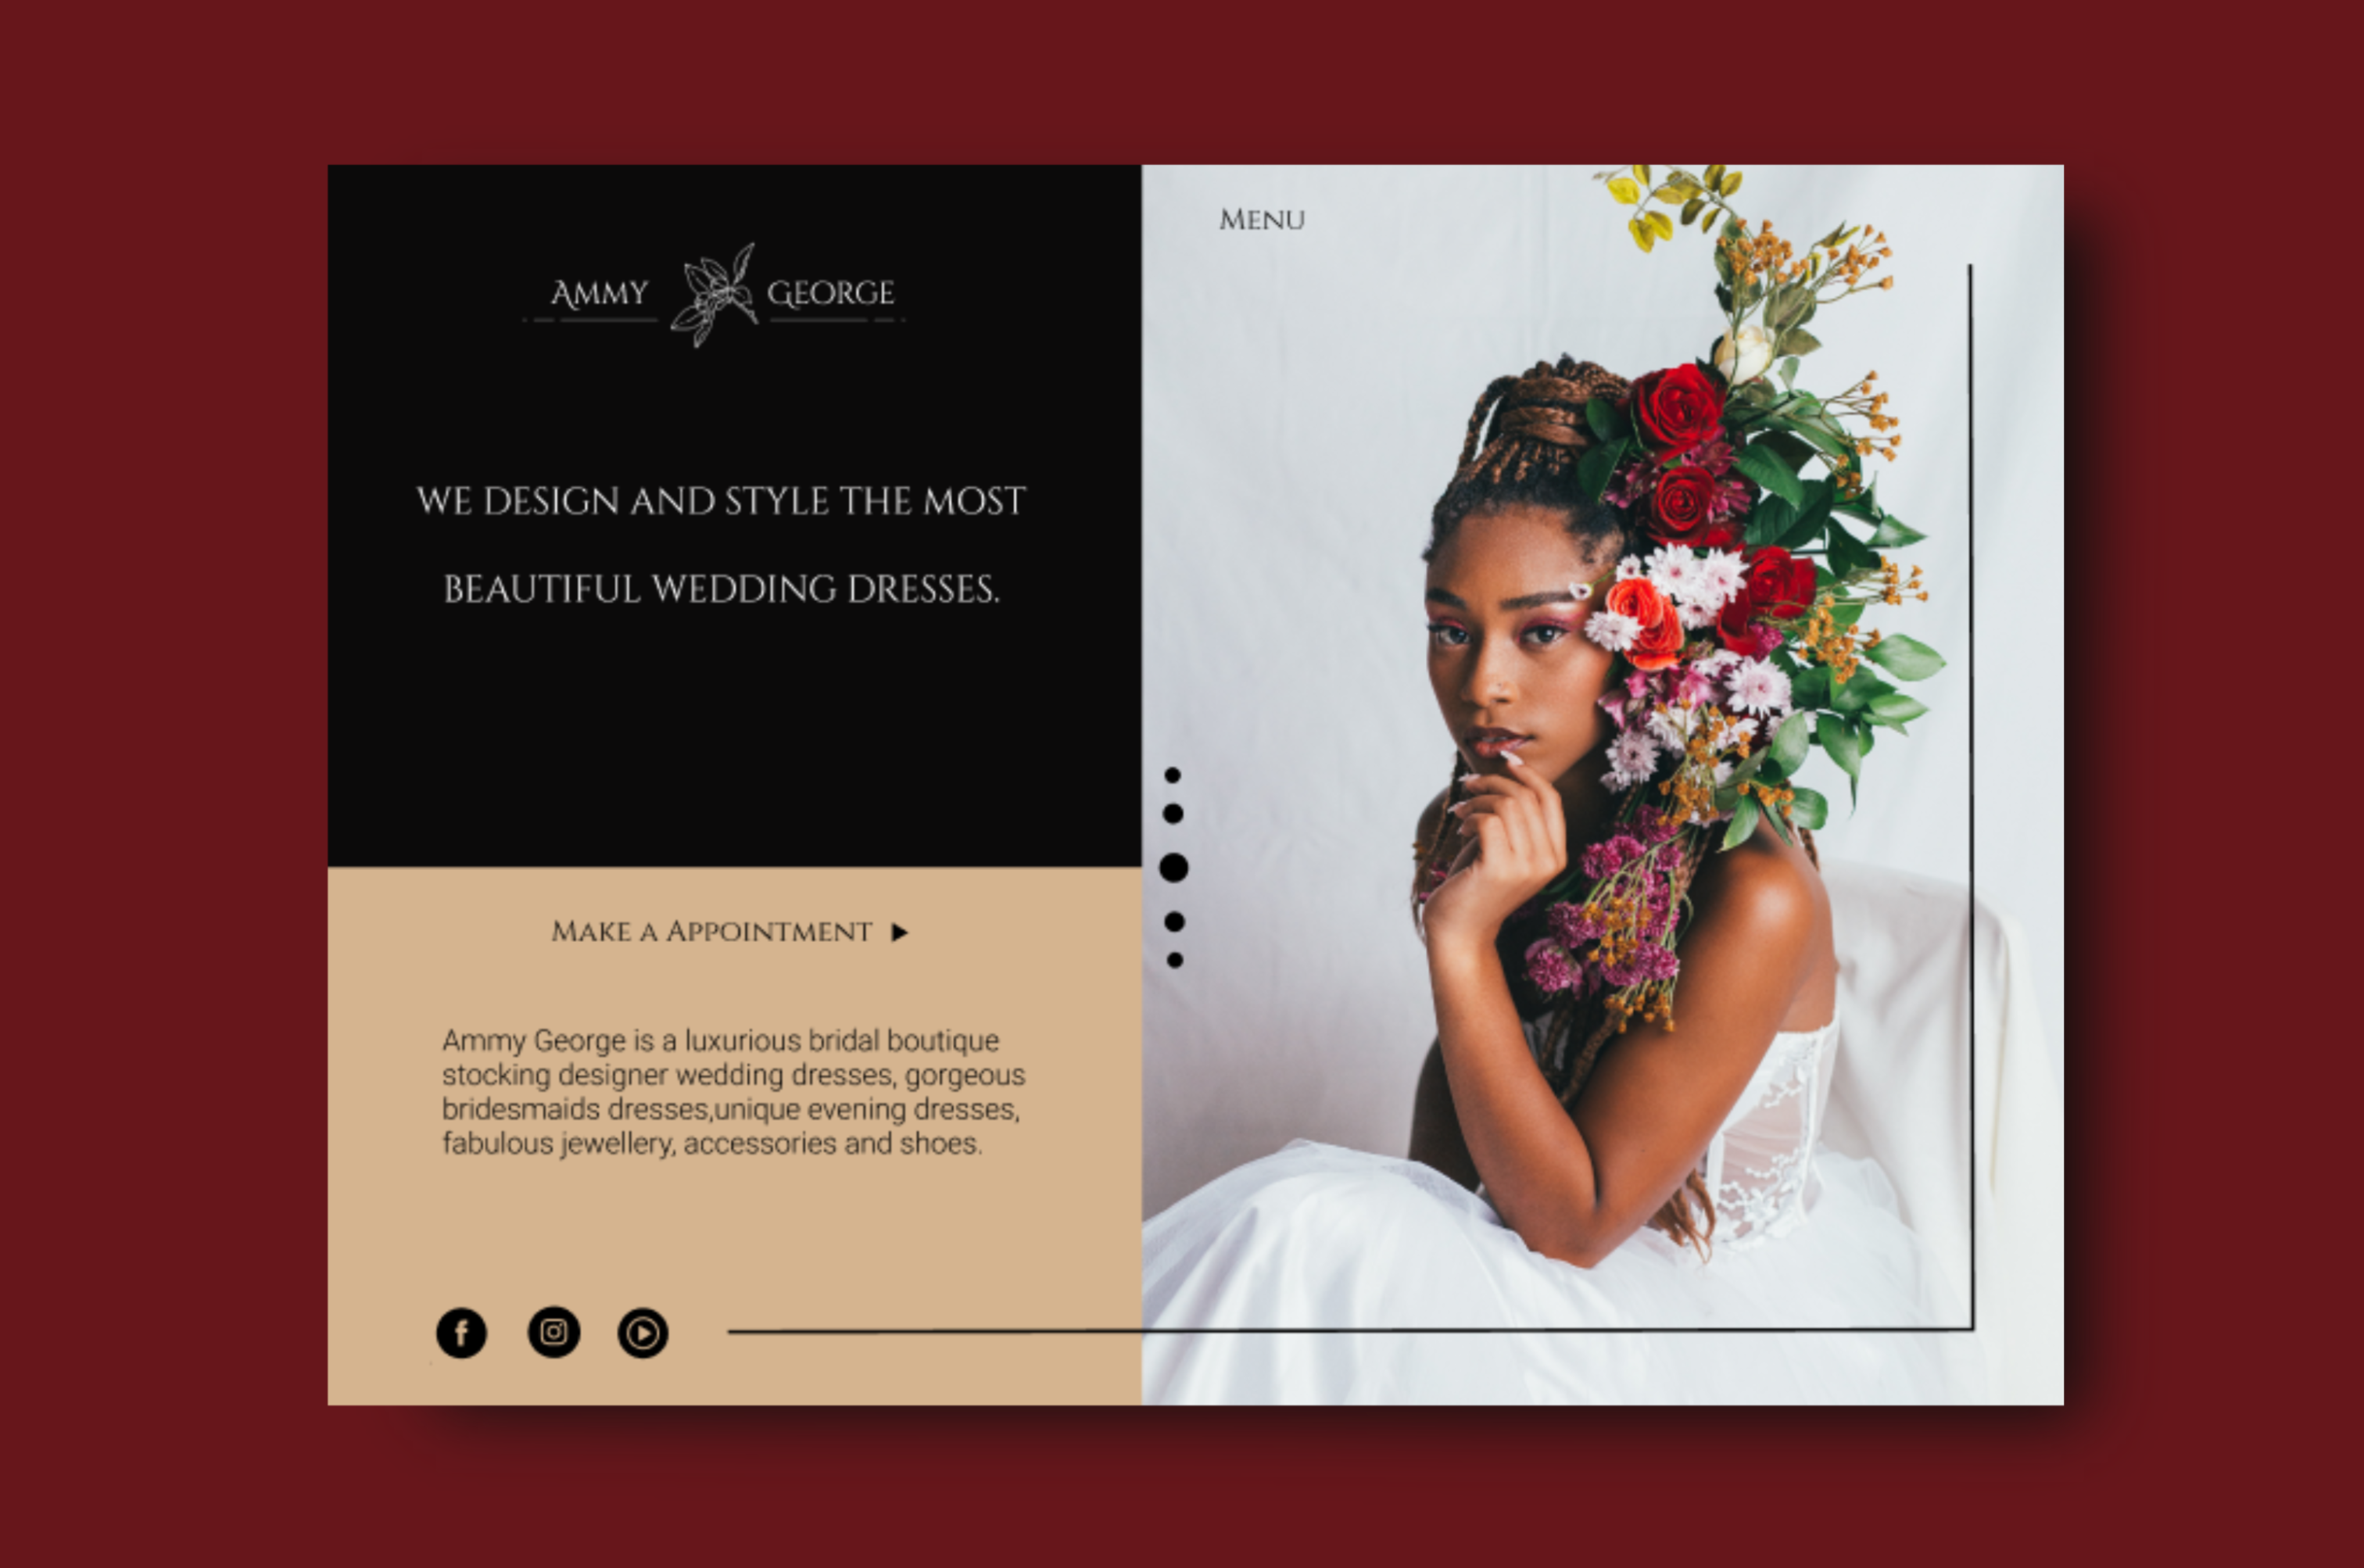 Ammy George
WE DESIGN AND STYLE THE MOST
BEAUTIFUL WEDDING DRESSES.
Make a Appointment
Ammy George is a luxurious bridal boutique
stocking designer wedding dresses, gorgeous
bridesmaids dresses,unique evening dresses,
fabulous jewellery, accessories and shoes.
Menu